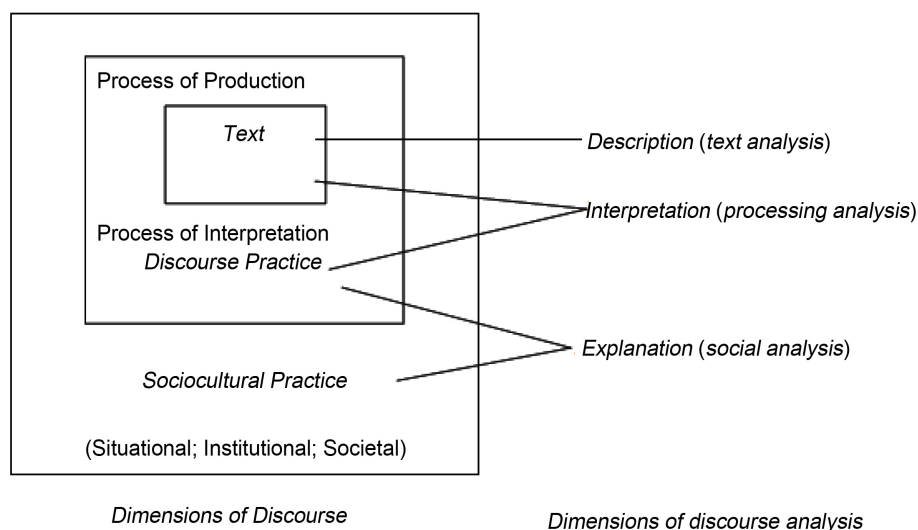 Process of Production
Text
Description (text analysis)
Interpretation (processing analysis)
Process of Interpretation
Discourse Practice
Explanation (social analysis)
Sociocultural Practice
(Situational; Institutional; Societal)
Dimensions of Discourse
Dimensions of discourse analysis